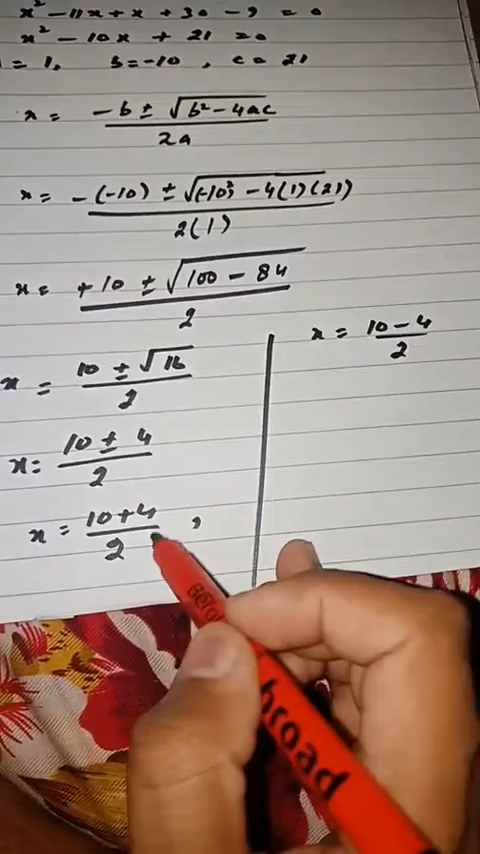 x² - 11x + x + 30 - 9 = 0
x² - 10x + 21 = 0
= 1, b = -10, c = 21
x = -b ± √b² - 4ac / 2a
x = -(-10) ± √(-10)² - 4(1)(21) / 2(1)
x = +10 ± √100 - 84 / 2
x = 10 ± √16 / 2
x = 10 ± 4 / 2
x = 10+4 / 2 ,
x = 10-4 / 2
broad